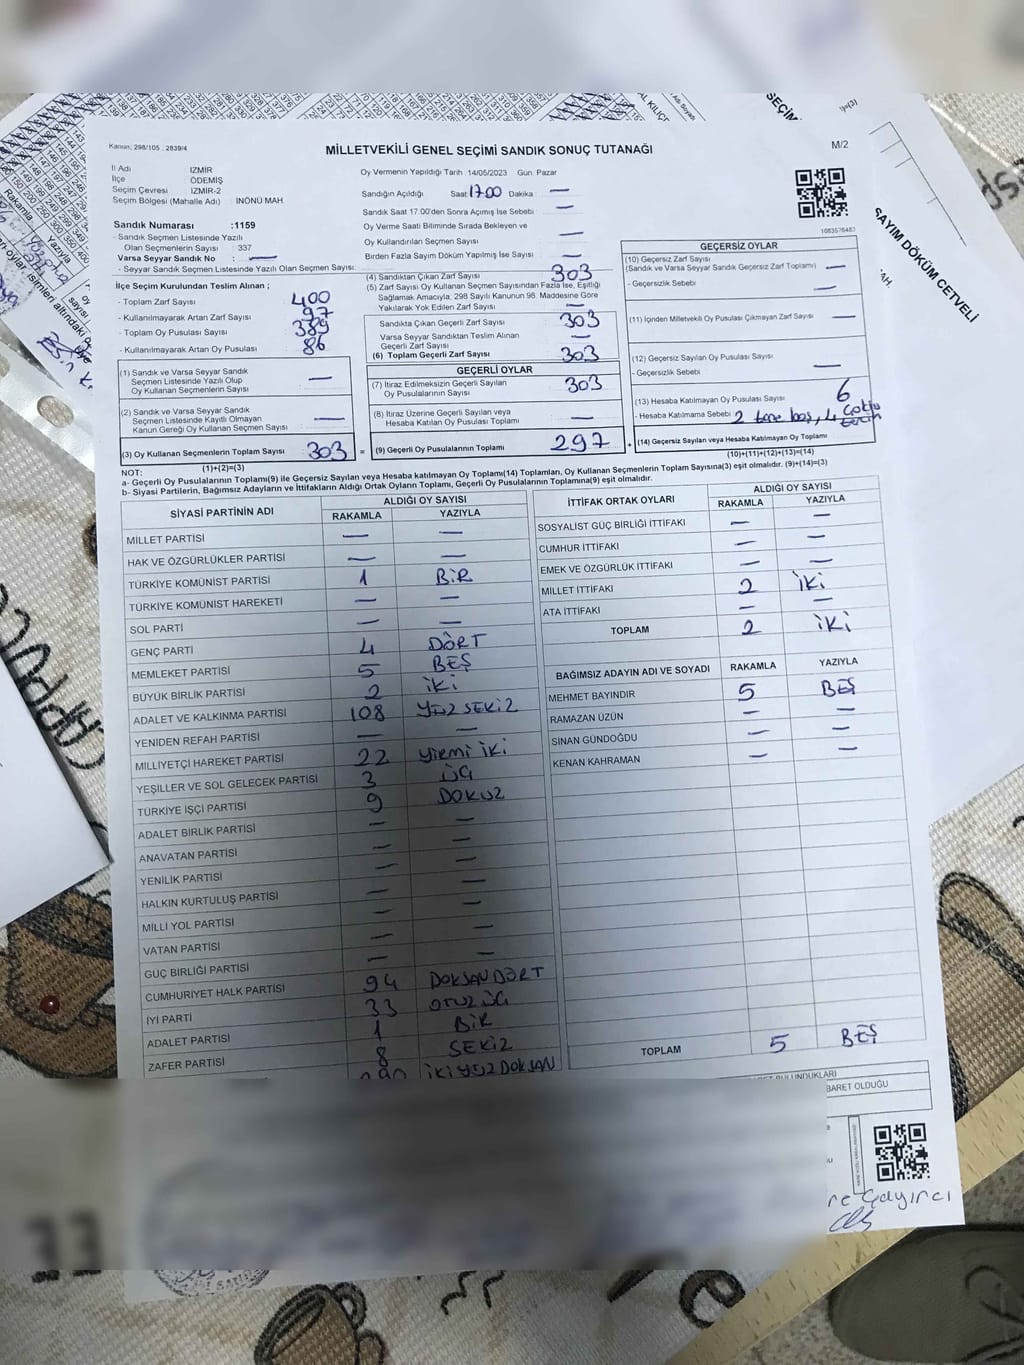 Kanun, 298/105 , 2839/4
MİLLETVEKİLİ GENEL SEÇİMİ SANDIK SONUÇ TUTANAĞI
M/2
İl Adı İZMİR
İlçe ÖDEMİŞ
Seçim Çevresi İZMİR-2
Seçim Bölgesi (Mahalle Adı) : İNÖNÜ MAH.
Oy Vermenin Yapıldığı Tarih :14/05/2023 Gün: Pazar
Sandığın Açıldığı Saat 17:00 Dakika : —
Sandık Saat 17.00'den Sonra Açılmış İse Sebebi : —
Oy Verme Saati Bitiminde Sırada Bekleyen ve
Oy Kullandırılan Seçmen Sayısı : —
Birden Fazla Sayım Döküm Yapılmış İse Sayısı : —
Sandık Numarası :1159
- Sandık Seçmen Listesinde Yazılı
Olan Seçmenlerin Sayısı : 337
Varsa Seyyar Sandık No : —
- Seyyar Sandık Seçmen Listesinde Yazılı Olan Seçmen Sayısı:
İlçe Seçim Kurulundan Teslim Alınan ;
- Toplam Zarf Sayısı : 400
- Kullanılmayarak Artan Zarf Sayısı : 97
- Toplam Oy Pusulası Sayısı : 389
- Kullanılmayarak Artan Oy Pusulası : 86
(1) Sandık ve Varsa Seyyar Sandık
Seçmen Listesinde Yazılı Olup
Oy Kullanan Seçmenlerin Sayısı : —
(2) Sandık ve Varsa Seyyar Sandık
Seçmen Listesinde Kayıtlı Olmayan
Kanun Gereği Oy Kullanan Seçmen Sayısı : —
(3) Oy Kullanan Seçmenlerin Toplam Sayısı : 303
(1)+(2)=(3)
(4) Sandıktan Çıkan Zarf Sayısı : 303
(5) Zarf Sayısı Oy Kullanan Seçmen Sayısından Fazla İse, Eşitliği
Sağlamak Amacıyla, 298 Sayılı Kanunun 98. Maddesine Göre
Yakılarak Yok Edilen Zarf Sayısı : —
Sandıkta Çıkan Geçerli Zarf Sayısı : 303
Varsa Seyyar Sandıktan Teslim Alınan
Geçerli Zarf Sayısı : —
(6) Toplam Geçerli Zarf Sayısı : 303
GEÇERLİ OYLAR
(7) İtiraz Edilmeksizin Geçerli Sayılan
Oy Pusulalarının Sayısı : 303
(8) İtiraz Üzerine Geçerli Sayılan veya
Hesaba Katılan Oy Pusulası Toplamı : —
= (9) Geçerli Oy Pusulalarının Toplamı : 297 +
1083576483
GEÇERSİZ OYLAR
(10) Geçersiz Zarf Sayısı
(Sandık ve Varsa Seyyar Sandık Geçersiz Zarf Toplamı) : —
- Geçersizlik Sebebi : —
(11) İçinden Milletvekili Oy Pusulası Çıkmayan Zarf Sayısı : —
(12) Geçersiz Sayılan Oy Pusulası Sayısı : —
- Geçersizlik Sebebi : —
(13) Hesaba Katılmayan Oy Pusulası Sayısı : 6
- Hesaba Katılmama Sebebi : 2 tane boş, 4 çoklu
(14) Geçersiz Sayılan veya Hesaba Katılmayan Oy Toplamı
(10)+(11)+(12)+(13)=(14)
NOT:
a- Geçerli Oy Pusulalarının Toplamı(9) ile Geçersiz Sayılan veya Hesaba katılmayan Oy Toplamı(14) Toplamları, Oy Kullanan Seçmenlerin Toplam Sayısına(3) eşit olmalıdır. (9)+(14)=(3)
b- Siyasi Partilerin, Bağımsız Adayların ve İttifakların Aldığı Ortak Oyların Toplamı, Geçerli Oy Pusulalarının Toplamına(9) eşit olmalıdır.
SİYASİ PARTİNİN ADI ALDIĞI OY SAYISI
RAKAMLA YAZIYLA
MİLLET PARTİSİ — —
HAK VE ÖZGÜRLÜKLER PARTİSİ — —
TÜRKİYE KOMÜNİST PARTİSİ 1 BİR
TÜRKİYE KOMÜNİST HAREKETİ — —
SOL PARTİ — —
GENÇ PARTİ 4 DÖRT
MEMLEKET PARTİSİ 5 BEŞ
BÜYÜK BİRLİK PARTİSİ 2 İKİ
ADALET VE KALKINMA PARTİSİ 108 YÜZ SEKİZ
YENİDEN REFAH PARTİSİ — —
MİLLİYETÇİ HAREKET PARTİSİ 22 YİRMİ İKİ
YEŞİLLER VE SOL GELECEK PARTİSİ 3 ÜÇ
TÜRKİYE İŞÇİ PARTİSİ 9 DOKUZ
ADALET BİRLİK PARTİSİ — —
ANAVATAN PARTİSİ — —
YENİLİK PARTİSİ — —
HALKIN KURTULUŞ PARTİSİ — —
MİLLİ YOL PARTİSİ — —
VATAN PARTİSİ — —
GÜÇ BİRLİĞİ PARTİSİ — —
CUMHURİYET HALK PARTİSİ 94 DOKSAN DÖRT
İYİ PARTİ 33 OTUZ ÜÇ
ADALET PARTİSİ 1 BİR
ZAFER PARTİSİ 8 SEKİZ
290 İKİ YÜZ DOKSAN
İTTİFAK ORTAK OYLARI ALDIĞI OY SAYISI
RAKAMLA YAZIYLA
SOSYALİST GÜÇ BİRLİĞİ İTTİFAKI — —
CUMHUR İTTİFAKI — —
EMEK VE ÖZGÜRLÜK İTTİFAKI — —
MİLLET İTTİFAKI 2 İKİ
ATA İTTİFAKI — —
TOPLAM 2 İKİ
BAĞIMSIZ ADAYIN ADI VE SOYADI RAKAMLA YAZIYLA
MEHMET BAYINDIR 5 BEŞ
RAMAZAN UZUN — —
SİNAN GÜNDOĞDU — —
KENAN KAHRAMAN — —
TOPLAM 5 BEŞ
BULUNDUKLARI
BARET OLDUĞU
re Çayırcı
SEÇİM
SAYIM DÖKÜM CETVELİ
AH.
Rakamla
Yazıyla